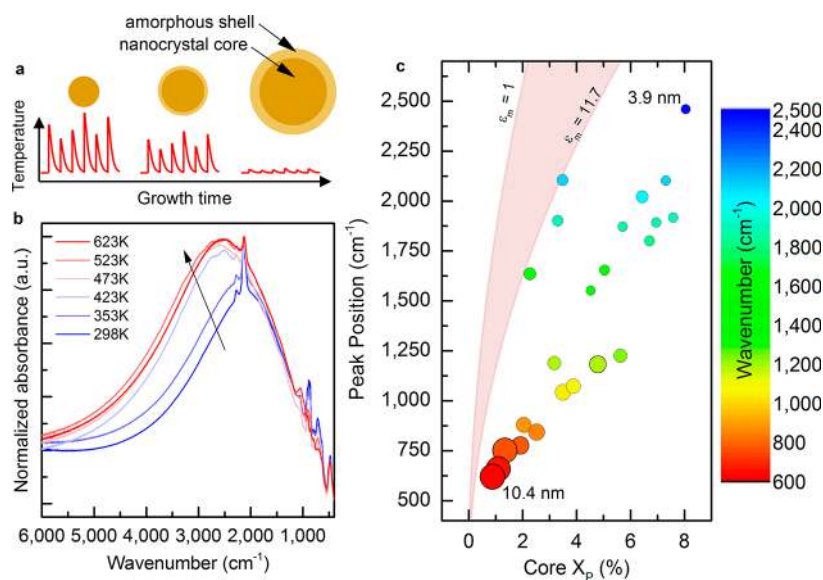 amorphous shell
nanocrystal core
a
Temperature
Growth time
b
Normalized absorbance (a.u.)
623K
523K
473K
423K
353K
298K
6,000 5,000 4,000 3,000 2,000 1,000
Wavenumber (cm⁻¹)
c
Peak Position (cm⁻¹)
2,500
2,250
2,000
1,750
1,500
1,250
1,000
750
500
εₘ = 1
εₘ = 11.7
3.9 nm
10.4 nm
0 2 4 6 8
Core Xₚ (%)
Wavenumber (cm⁻¹)
2,500
2,400
2,200
2,000
1,800
1,600
1,400
1,200
1,000
800
600